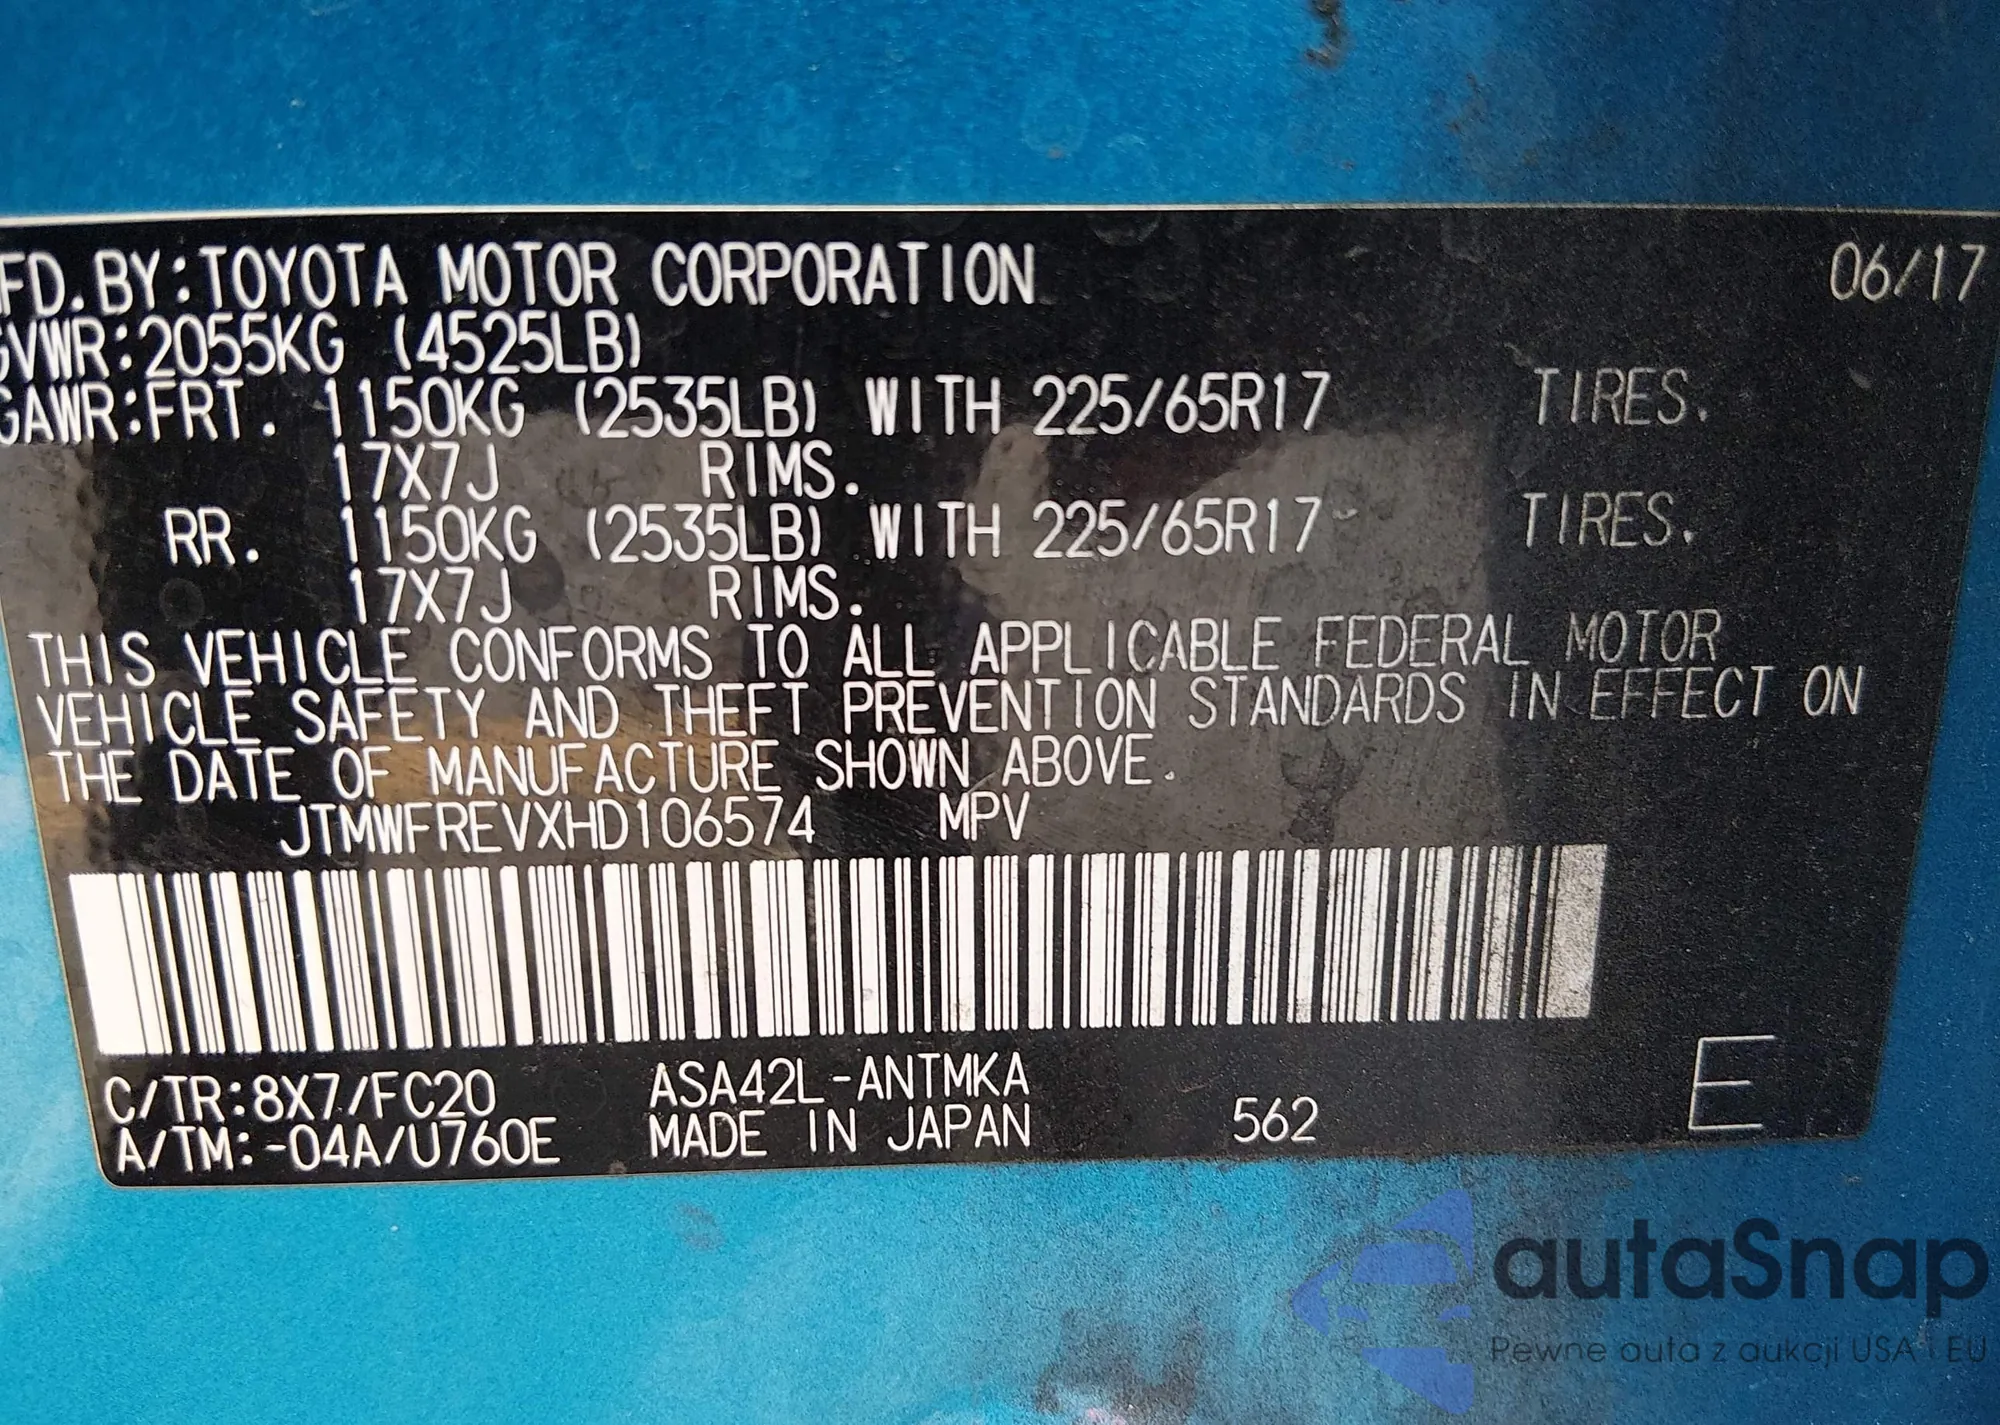 MFD. BY: TOYOTA MOTOR CORPORATION 06/17
GVWR: 2055KG (4525LB)
GAWR: FRT. 1150KG (2535LB) WITH 225/65R17 TIRES.
17X7J RIMS.
RR. 1150KG (2535LB) WITH 225/65R17 TIRES.
17X7J RIMS.
THIS VEHICLE CONFORMS TO ALL APPLICABLE FEDERAL MOTOR
VEHICLE SAFETY AND THEFT PREVENTION STANDARDS IN EFFECT ON
THE DATE OF MANUFACTURE SHOWN ABOVE.
JTMWFREVXHD106574 MPV
C/TR: 8X7/FC20 ASA42L-ANTMKA
A/TM: -04A/U760E MADE IN JAPAN 562 E
autaSnap
Pewne auta z aukcji USA i EU